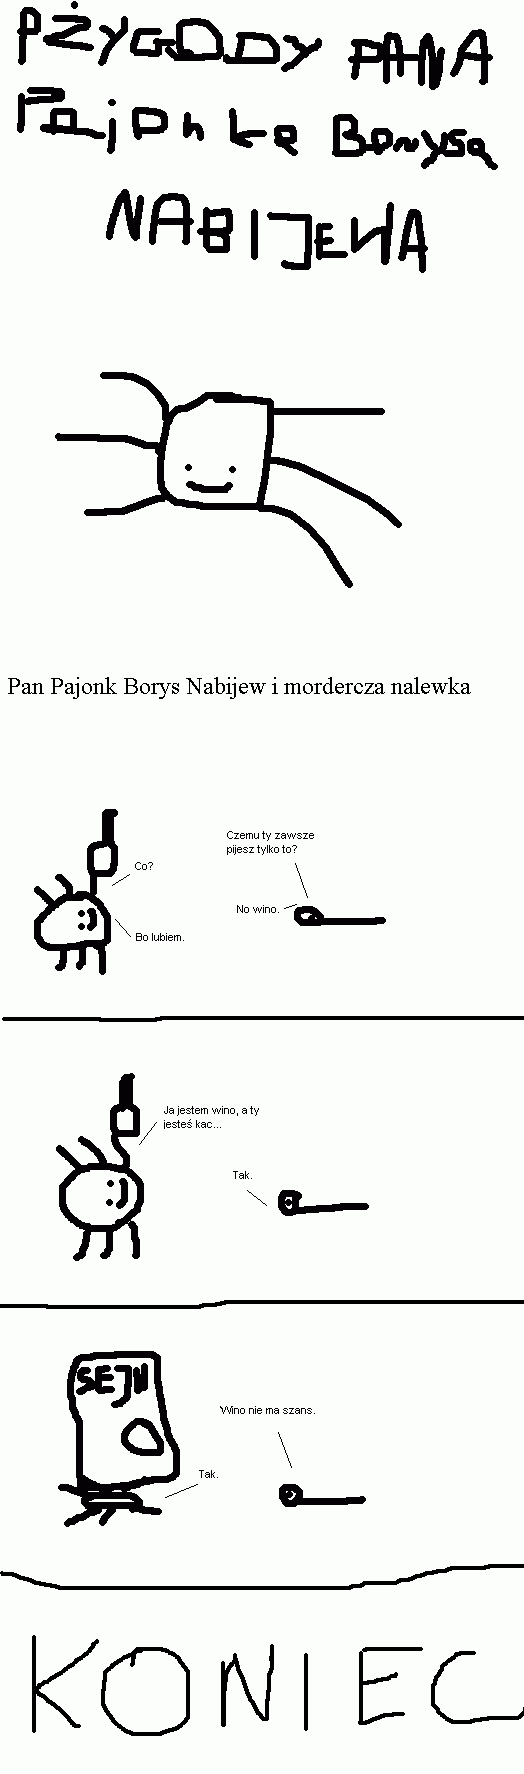 PŻYGODY PANA
Pajonka Borysa
NABIJEWA
Pan Pajonk Borys Nabijew i mordercza nalewka
Czemu ty zawsze
pijesz tylko to?
Co?
No wino.
Bo lubiem.
Ja jestem wino, a ty
jesteś kac...
Tak.
SEJM
Wino nie ma szans.
Tak.
KONIEC